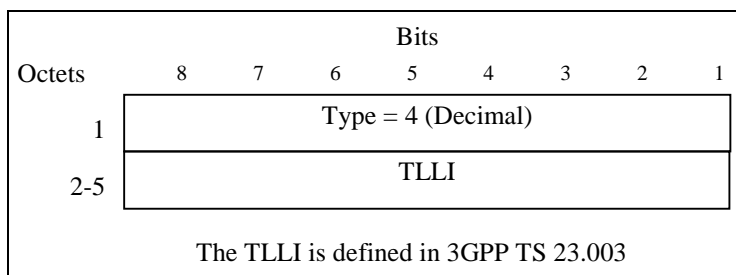 Bits
Octets 8 7 6 5 4 3 2 1
1 Type = 4 (Decimal)
2-5 TLLI
The TLLI is defined in 3GPP TS 23.003